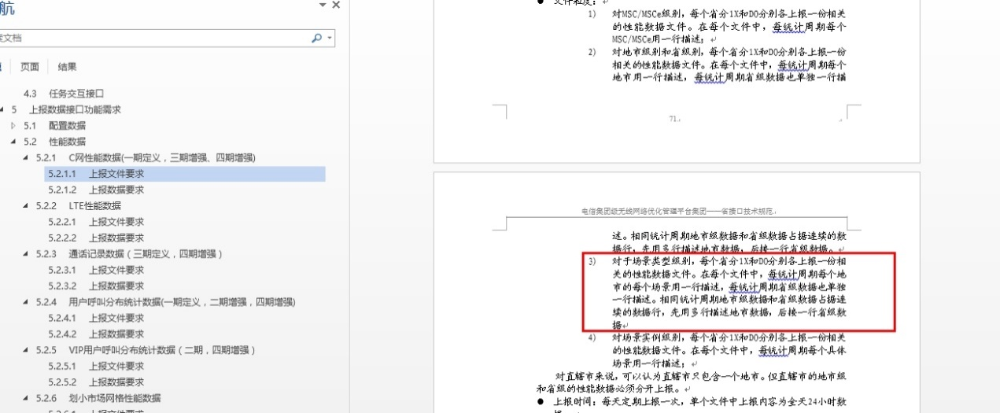 航
文档
页面 结果
4.3 任务交互接口
5 上报数据接口功能需求
5.1 配置数据
5.2 性能数据
5.2.1 C网性能数据(一期定义，三期增强、四期增强)
5.2.1.1 上报文件要求
5.2.1.2 上报数据要求
5.2.2 LTE性能数据
5.2.2.1 上报文件要求
5.2.2.2 上报数据要求
5.2.3 通话记录数据（三期定义，四期增强）
5.2.3.1 上报文件要求
5.2.3.2 上报数据要求
5.2.4 用户呼叫分布统计数据(一期定义，二期增强，四期增强)
5.2.4.1 上报文件要求
5.2.4.2 上报数据要求
5.2.5 VIP用户呼叫分布统计数据（二期，四期增强）
5.2.5.1 上报文件要求
5.2.5.2 上报数据要求
5.2.6 划小市场网格性能数据
● 文件粒度：
1) 对MSC/MSCe级别，每个省分1X和DO分别各上报一份相关
的性能数据文件。在每个文件中，每统计周期每个
MSC/MSCe用一行描述；
2) 对地市级别和省级别，每个省分1X和DO分别各上报一份
相关的性能数据文件。在每个文件中，每统计周期每个
地市用一行描述，每统计周期省级数据也单独一行描
71
电信集团级无线网络优化管理平台集团——省接口技术规范
述。相同统计周期地市级数据和省级数据占据连续的数
据行，先用多行描述地市数据，后接一行省级数据。
3) 对于场景类型级别，每个省分1X和DO分别各上报一份相
关的性能数据文件。在每个文件中，每统计周期每个地
市的每个场景用一行描述，每统计周期省级数据也单独
一行描述。相同统计周期地市级数据和省级数据占据连
续的数据行，先用多行描述地市数据，后接一行省级数
据
4) 对场景实例级别，每个省分1X和DO分别各上报一份相关
的性能数据文件。在每个文件中，每统计周期每个具体
场景用一行描述；
对直辖市来说，可以认为直辖市只包含一个地市。但直辖市的地市级
和省级的性能数据必须分开上报。
● 上报时间：每天定期上报一次，单个文件中上报内容为全天24小时数